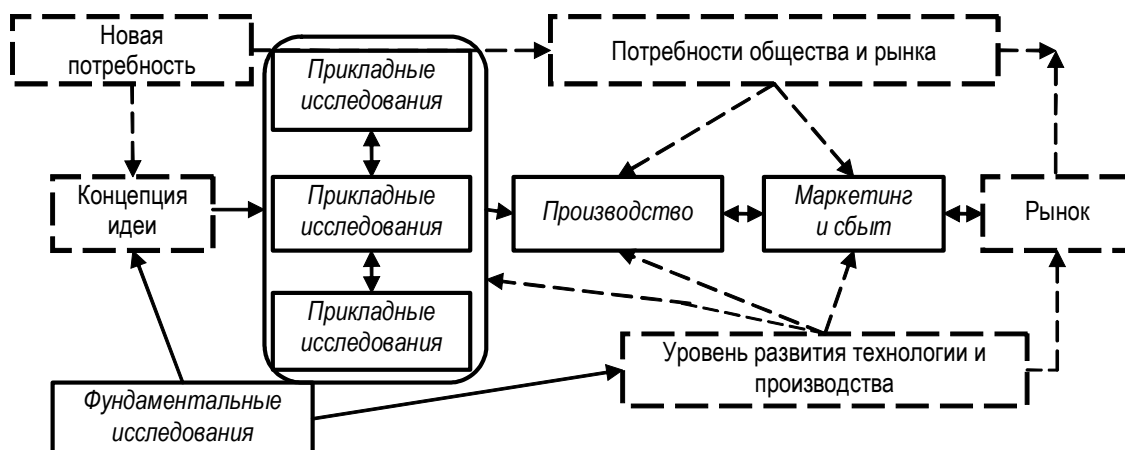 Новая
потребность
Потребности общества и рынка
Прикладные
исследования
Концепция
идеи
Прикладные
исследования
Производство
Маркетинг
и сбыт
Рынок
Прикладные
исследования
Уровень развития технологии и
производства
Фундаментальные
исследования